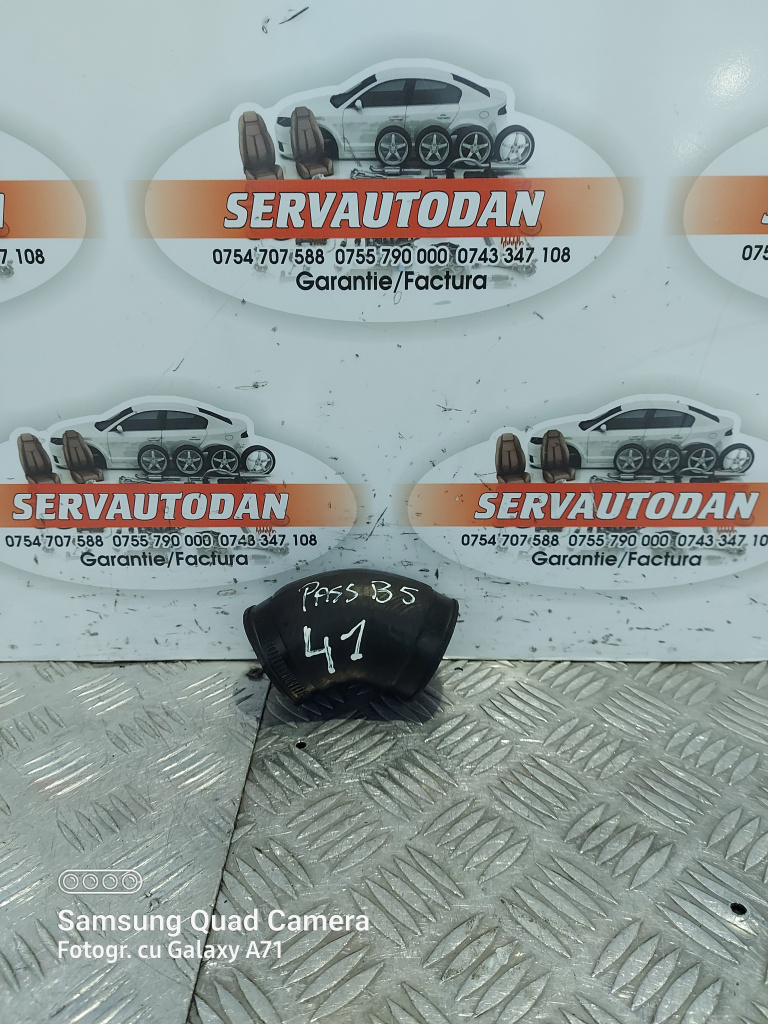 SERVAUTODAN
0754 707 588 0755 790 000 0743 347 108
Garantie/Factura
7 108
SERVAUTODAN
0754 707 588 0755 790 000 0743 347 108
Garantie/Factura
SERVAUTODAN
0754 707 588 0755 790 000 0743 347 10
Garantie/Factura
PASS B5
41
Samsung Quad Camera
Fotogr. cu Galaxy A71